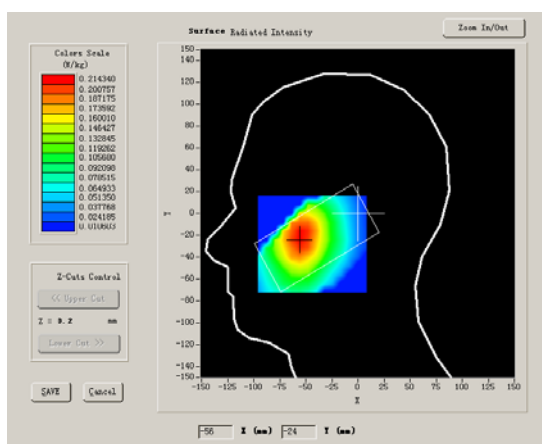 Surface Radiated Intensity
Zoom In/Out
Colors Scale
(W/kg)
0.214340
0.200757
0.187175
0.173592
0.160010
0.146427
0.132845
0.119262
0.105680
0.092098
0.078515
0.064933
0.051350
0.037768
0.024185
0.010603
150
140
120
100
80
60
40
20
0
-20
-40
-60
-80
-100
-120
-140
-150
Y
-150 -125 -100 -75 -50 -25 0 25 50 75 100 125 150
X
Z-Cuts Control
<< Upper Cut
Z = 9.2 mm
Lower Cut >>
SAVE Cancel
-56 X (mm) -24 Y (mm)